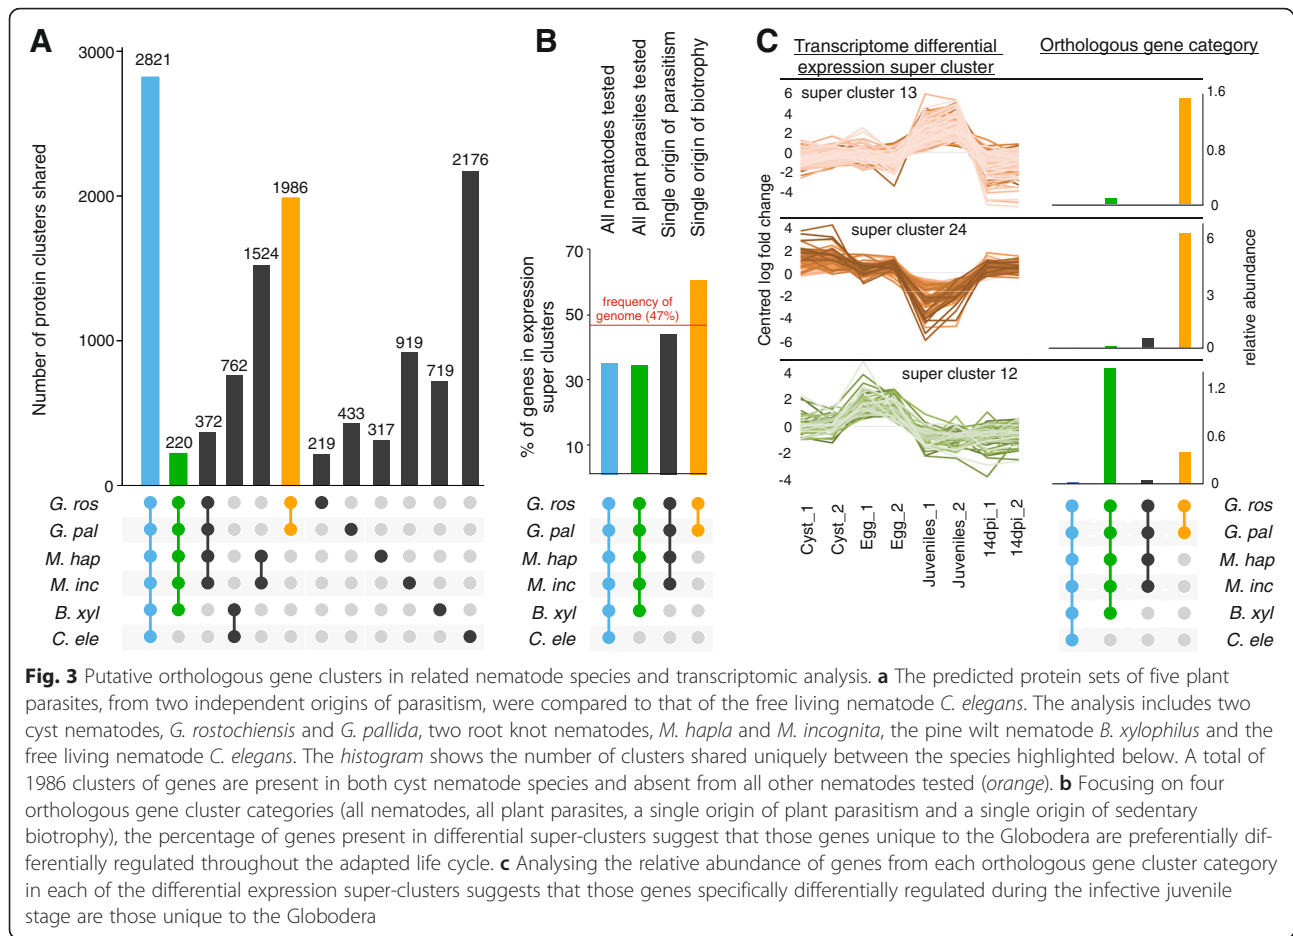 A
Number of protein clusters shared
3000
2000
1000
0
2821
220
372
762
1524
1986
219
433
317
919
719
2176
G. ros
G. pal
M. hap
M. inc
B. xyl
C. ele
B
All nematodes tested
All plant parasites tested
Single origin of parasitism
Single origin of biotrophy
% of genes in expression
super clusters
70
50
30
10
frequency of
genome (47%)
C
Transcriptome differential
expression super cluster
Orthologous gene category
Centred log fold change
relative abundance
super cluster 13
6
4
2
0
-2
-4
1.6
0.8
0
super cluster 24
4
2
0
-2
-4
-6
6
3
0
super cluster 12
4
2
0
-2
-4
1.2
0.6
0
Cyst_1
Cyst_2
Egg_1
Egg_2
Juveniles_1
Juveniles_2
14dpi_1
14dpi_2
G. ros
G. pal
M. hap
M. inc
B. xyl
C. ele
Fig. 3 Putative orthologous gene clusters in related nematode species and transcriptomic analysis. a The predicted protein sets of five plant
parasites, from two independent origins of parasitism, were compared to that of the free living nematode C. elegans. The analysis includes two
cyst nematodes, G. rostochiensis and G. pallida, two root knot nematodes, M. hapla and M. incognita, the pine wilt nematode B. xylophilus and the
free living nematode C. elegans. The histogram shows the number of clusters shared uniquely between the species highlighted below. A total of
1986 clusters of genes are present in both cyst nematode species and absent from all other nematodes tested (orange). b Focusing on four
orthologous gene cluster categories (all nematodes, all plant parasites, a single origin of plant parasitism and a single origin of sedentary
biotrophy), the percentage of genes present in differential super-clusters suggest that those genes unique to the Globodera are preferentially dif-
ferentially regulated throughout the adapted life cycle. c Analysing the relative abundance of genes from each orthologous gene cluster category
in each of the differential expression super-clusters suggests that those genes specifically differentially regulated during the infective juvenile
stage are those unique to the Globodera